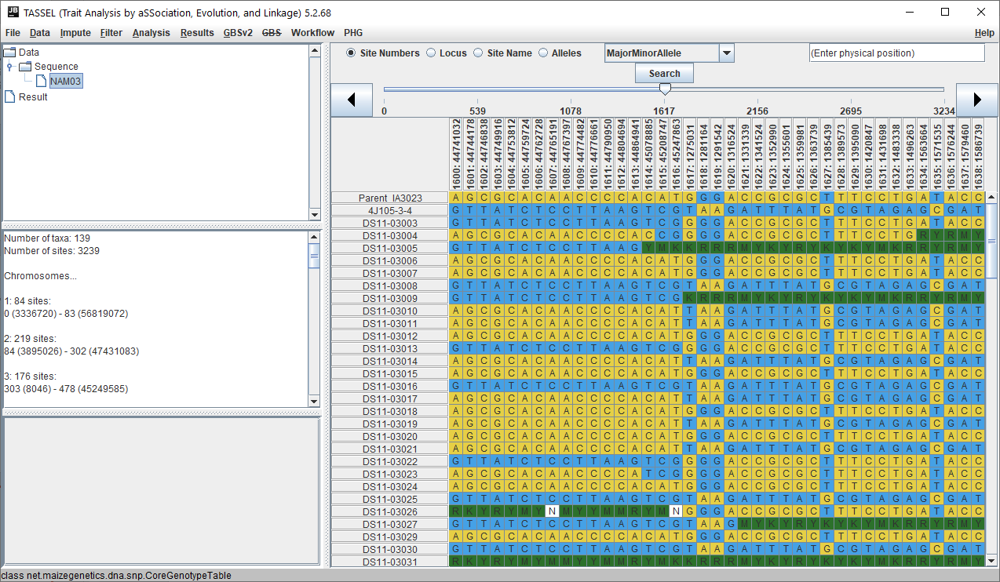 TASSEL (Trait Analysis by aSSociation, Evolution, and Linkage) 5.2.68
File Data Impute Filter Analysis Results GBSv2 GBS Workflow PHG Help
Data
Sequence
NAM03
Result
Number of taxa: 139
Number of sites: 3239
Chromosomes...
1: 84 sites:
0 (3336720) - 83 (56819072)
2: 219 sites:
84 (3895026) - 302 (47431083)
3: 176 sites:
303 (8046) - 478 (45249585)
Site Numbers Locus Site Name Alleles MajorMinorAllele (Enter physical position)
Search
0 539 1078 1617 2156 2695 3234
1600: 44741032
1601: 44744178
1602: 44746838
1603: 44749916
1604: 44753812
1605: 44759724
1606: 44762728
1607: 44765191
1608: 44767397
1609: 44774482
1610: 44776661
1611: 44790950
1612: 44804694
1613: 44864941
1614: 45078885
1615: 45208747
1616: 45247863
1617: 1275031
1618: 1281164
1619: 1291542
1620: 1316524
1621: 1331339
1622: 1341524
1623: 1352990
1624: 1355601
1625: 1359981
1626: 1363739
1627: 1385439
1628: 1389573
1629: 1395090
1630: 1420847
1631: 1431698
1632: 1483338
1633: 1496263
1634: 1563664
1635: 1571535
1636: 1576244
1637: 1579460
1638: 1586739
Parent_IA3023 A G C G C A C A A C C C C A C A T G G G A C C G C G C T T T C C T G A T A C C
4J105-3-4 G T T A T C T C C T T A A G T C G T A A G A T T T A T G C G T A G A G C G A T
DS11-03003 G T T A T C T C C T T A A G T C G G G G A C C G C G C T T T C C T G A T A C C
DS11-03004 A G C G C A C A A C C C C A C C G G G G A C C G C G C T T T C C T G R Y R M Y
DS11-03005 G T T A T C T C C T T A A G Y M K K R R R M Y K Y R Y K Y K Y M K R R Y R M Y
DS11-03006 A G C G C A C A A C C C C A C A T G G G A C C G C G C T T T C C T G A T A C C
DS11-03007 A G C G C A C A A C C C C A C A T G G G A C C G C G C T T T C C T G A T A C C
DS11-03008 G T T A T C T C C T T A A G T C G T A A G A T T T A T G C G T A G A G C G A T
DS11-03009 G T T A T C T C C T T A A G T C G K R R R M Y K Y R Y K Y K Y M K R R Y R M Y
DS11-03010 A G C G C A C A A C C C C A C A T T A A G A T T T A T G C G T A G A G C G A T
DS11-03011 A G C G C A C A A C C C C A C A T T A A G A T T T A T G C G T A G A G C G A T
DS11-03012 A G C G C A C A A C C C C A C A T G G G A C C G C G C T T T C C T G A T A C C
DS11-03013 G T T A T C T C C T T A A G T C G G G G A C C G C G C T T T C C T G A T A C C
DS11-03014 A G C G C A C A A C C C C A C A T T A A G A T T T A T G C G T A G A G C G A T
DS11-03015 A G C G C A C A A C C C C A C A T G G G A C C G C G C T T T C C T G A T A C C
DS11-03016 G T T A T C T C C T T A A G T C G T A A G A T T T A T G C G T A G A G C G A T
DS11-03017 A G C G C A C A A C C C C A C A T T A A G A T T T A T G C G T A G A G C G A T
DS11-03018 A G C G C A C A A C C C C A C A T G G G A C C G C G C T T T C C T G A T A C C
DS11-03019 A G C G C A C A A C C C C A C A T T A A G A T T T A T G C G T A G A G C G A T
DS11-03020 A G C G C A C A A C C C C A C A T G G G A C C G C G C T T T C C T G A T A C C
DS11-03021 A G C G C A C A A C C C C A C A T T A A G A T T T A T G C G T A G A G C G A T
DS11-03022 G T T A T C T C C T T A A G T C G G G G A C C G C G C T T T C C T G A T A C C
DS11-03023 A G C G C A C A A C C C C A T C G G G G A C C G C G C T T T C C T G A T A C C
DS11-03024 A G C G C A C A A C C C C A C A T G G G A C C G C G C T T T C C T G A T A C C
DS11-03025 G T T A T C T C C T T A A G T C G T A A G A T T T A T G C G T A G A G C G A T
DS11-03026 R K Y R Y M Y N M Y Y M M R Y M N G G G A C C G C G C T T T C C T G A T A C C
DS11-03027 G T T A T C T C C T T A A G T C G T A A G M Y K Y R Y K Y K Y M K R R Y R M Y
DS11-03029 A G C G C A C A A C C C C A C A T G G G A C C G C G C T T T C C T G A T A C C
DS11-03030 G T T A T C T C C T T A A G T C G T A A G A T T T A T G C G T A G A G C G A T
DS11-03031 R K Y R Y M Y M M Y Y M M R Y M K K R R R M Y K Y R Y K Y K Y M K R R Y R M Y
class net.maizegenetics.dna.snp.CoreGenotypeTable